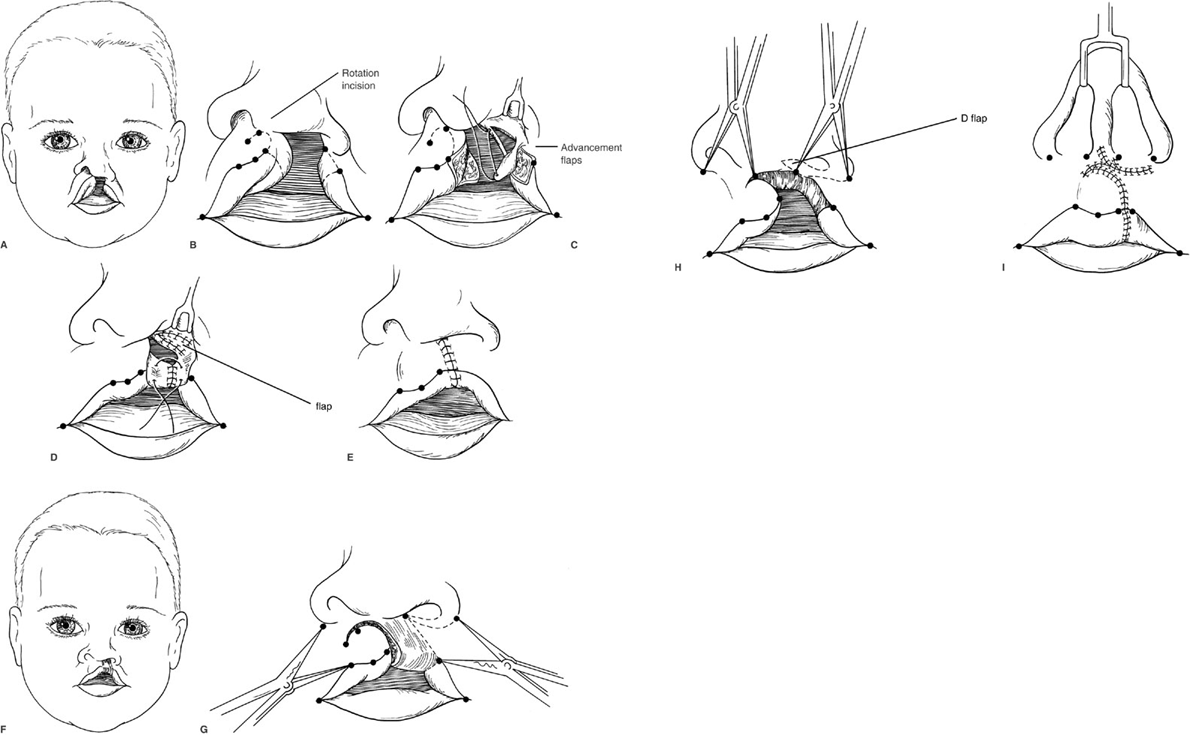 Rotation
incision
Advancement
flaps
A
B
C
D flap
H
I
flap
D
E
F
G